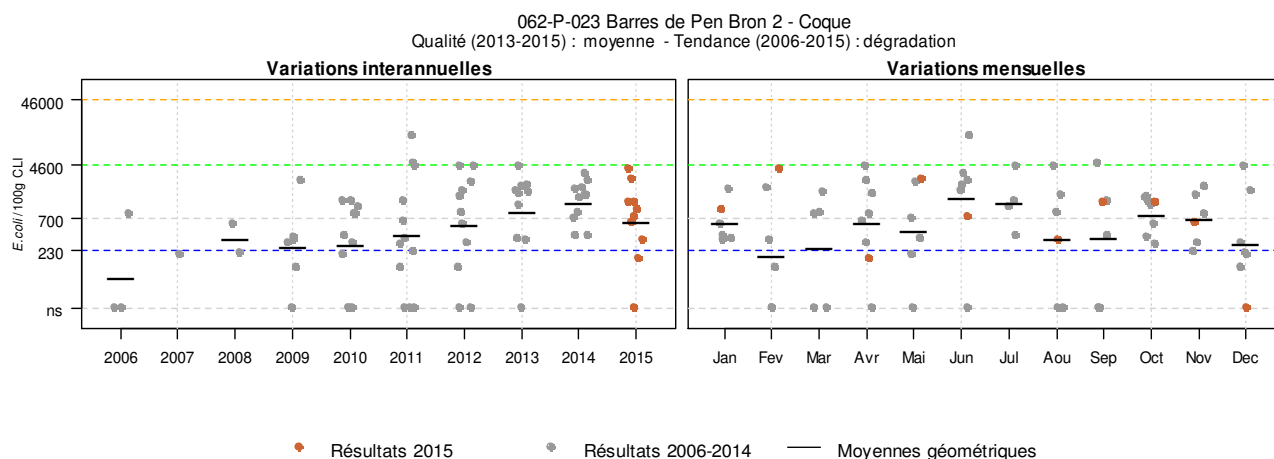 062-P-023 Barres de Pen Bron 2 - Coque
Qualité (2013-2015) : moyenne - Tendance (2006-2015) : dégradation
Variations interannuelles
Variations mensuelles
E.coli/100g CLI
46000
4600
700
230
ns
2006 2007 2008 2009 2010 2011 2012 2013 2014 2015
Jan Fev Mar Avr Mai Jun Jul Aou Sep Oct Nov Dec
Résultats 2015 Résultats 2006-2014 Moyennes géométriques